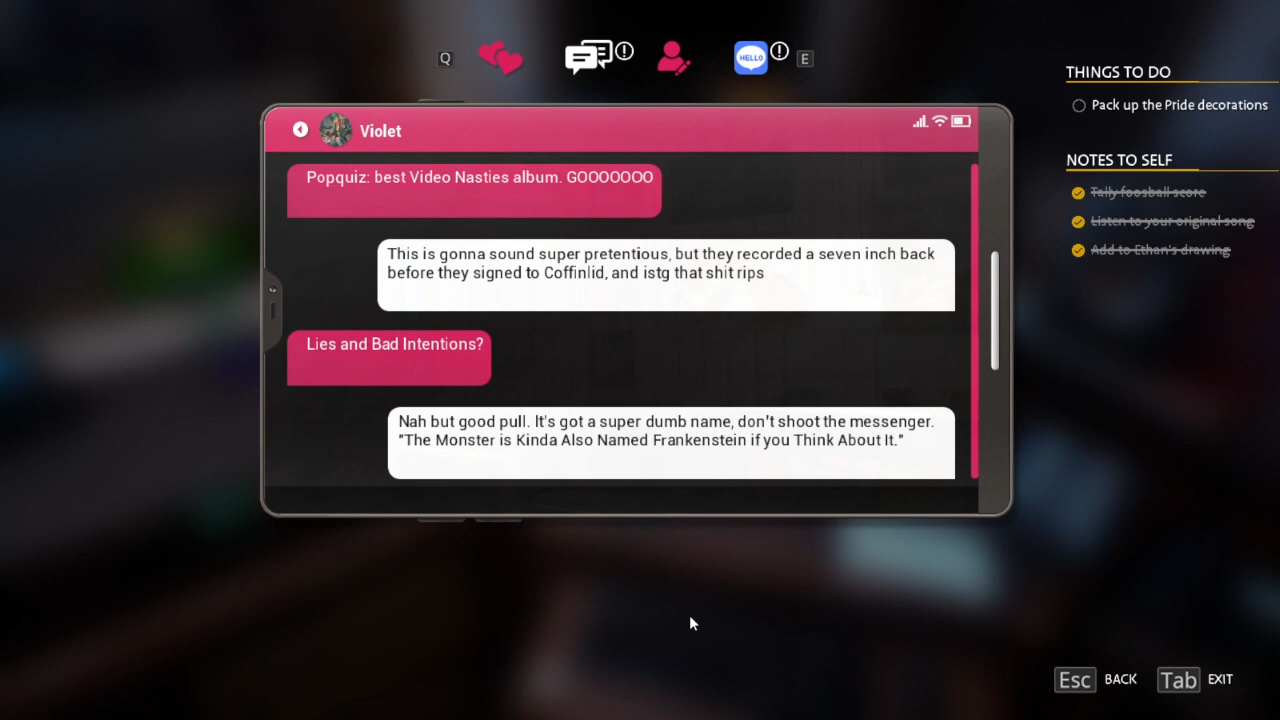 Q
HELLO
E
THINGS TO DO
Pack up the Pride decorations
NOTES TO SELF
Tally foosball score
Listen to your original song
Add to Ethan's drawing
Violet
Popquiz: best Video Nasties album. GOOOOOOO
This is gonna sound super pretentious, but they recorded a seven inch back
before they signed to Coffinlid, and istg that shit rips
Lies and Bad Intentions?
Nah but good pull. It's got a super dumb name, don't shoot the messenger.
"The Monster is Kinda Also Named Frankenstein if you Think About It."
Esc BACK Tab EXIT